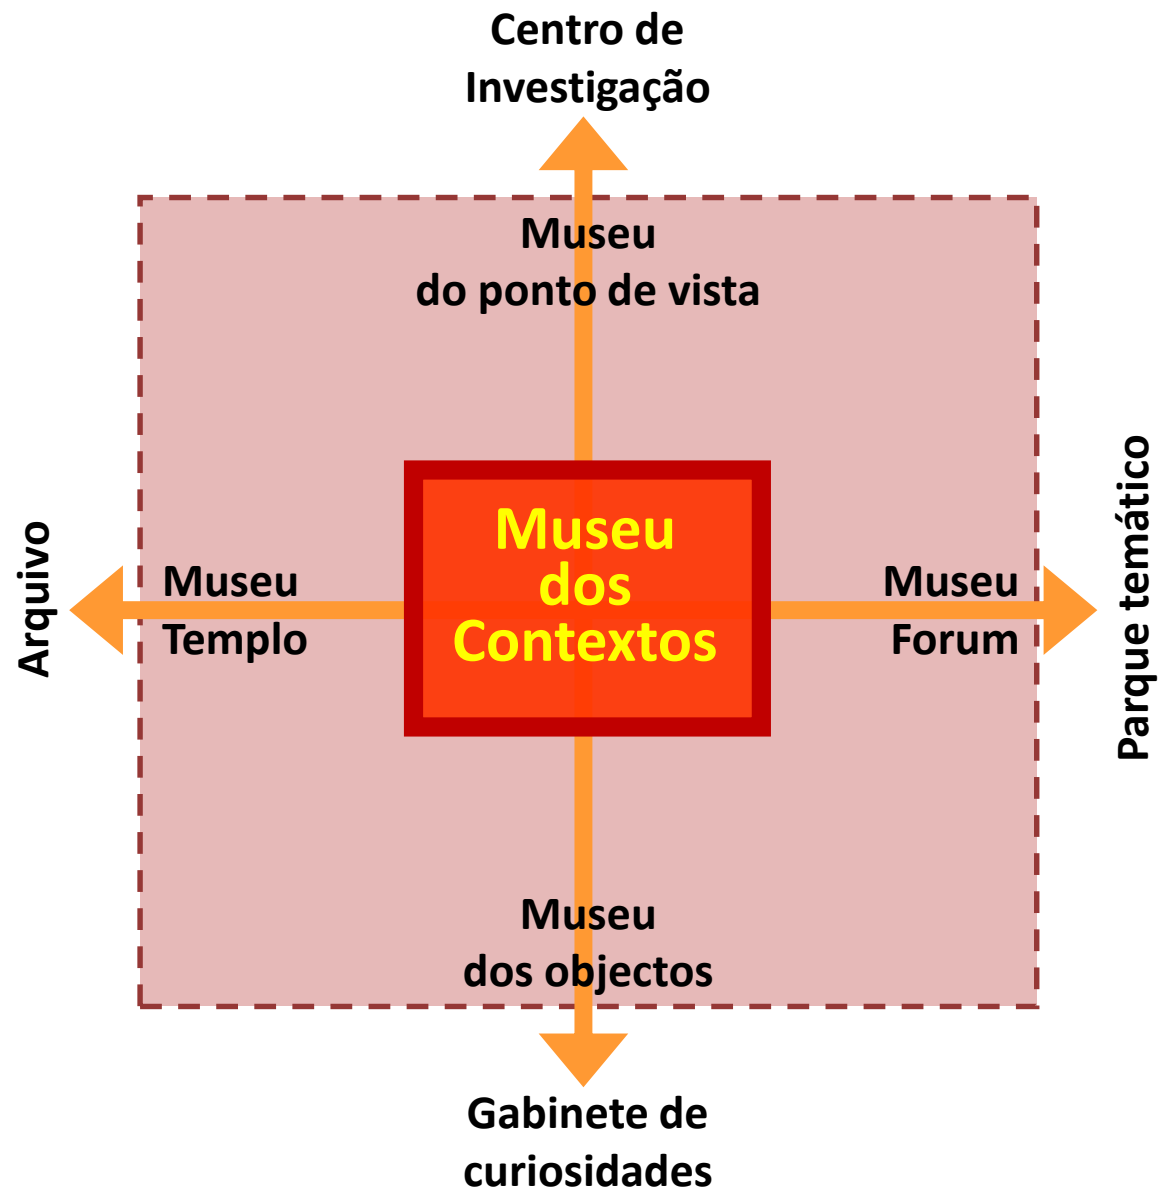 Centro de
Investigação
Museu
do ponto de vista
Arquivo
Museu
Templo
Museu
dos
Contextos
Museu
Forum
Parque temático
Museu
dos objectos
Gabinete de
curiosidades